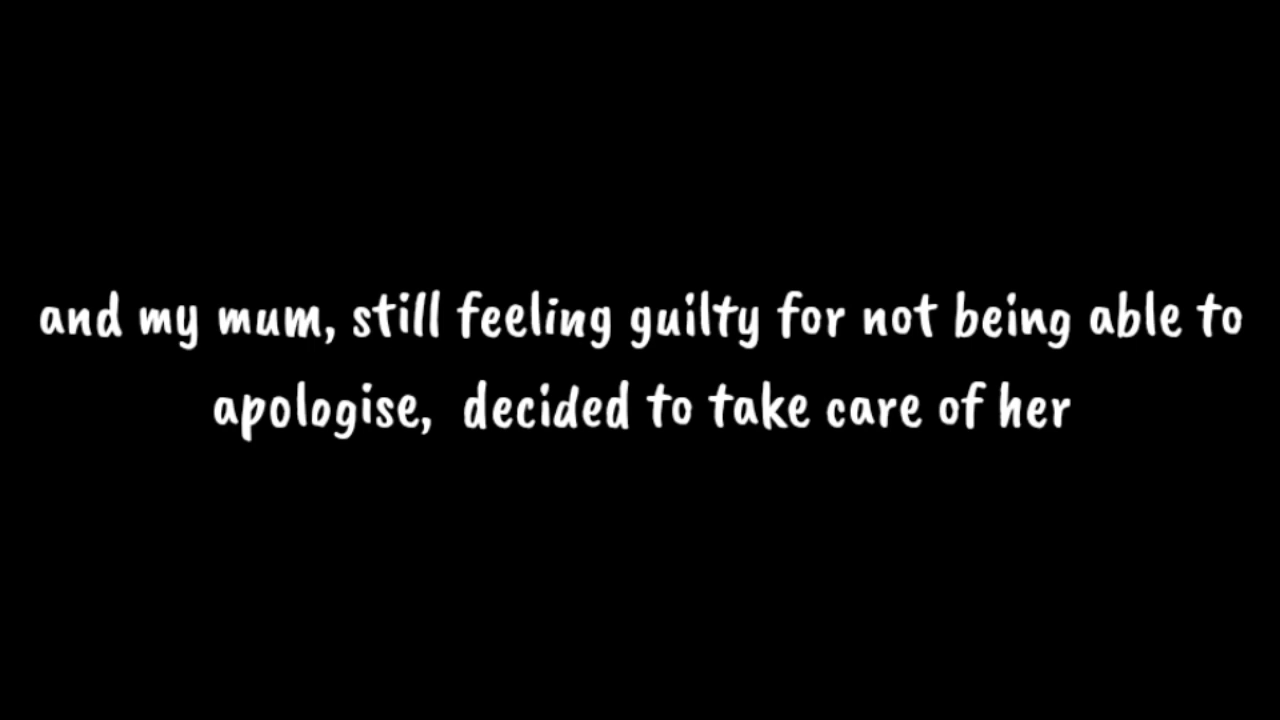 and my mum, still feeling guilty for not being able to
apologise,  decided to take care of her